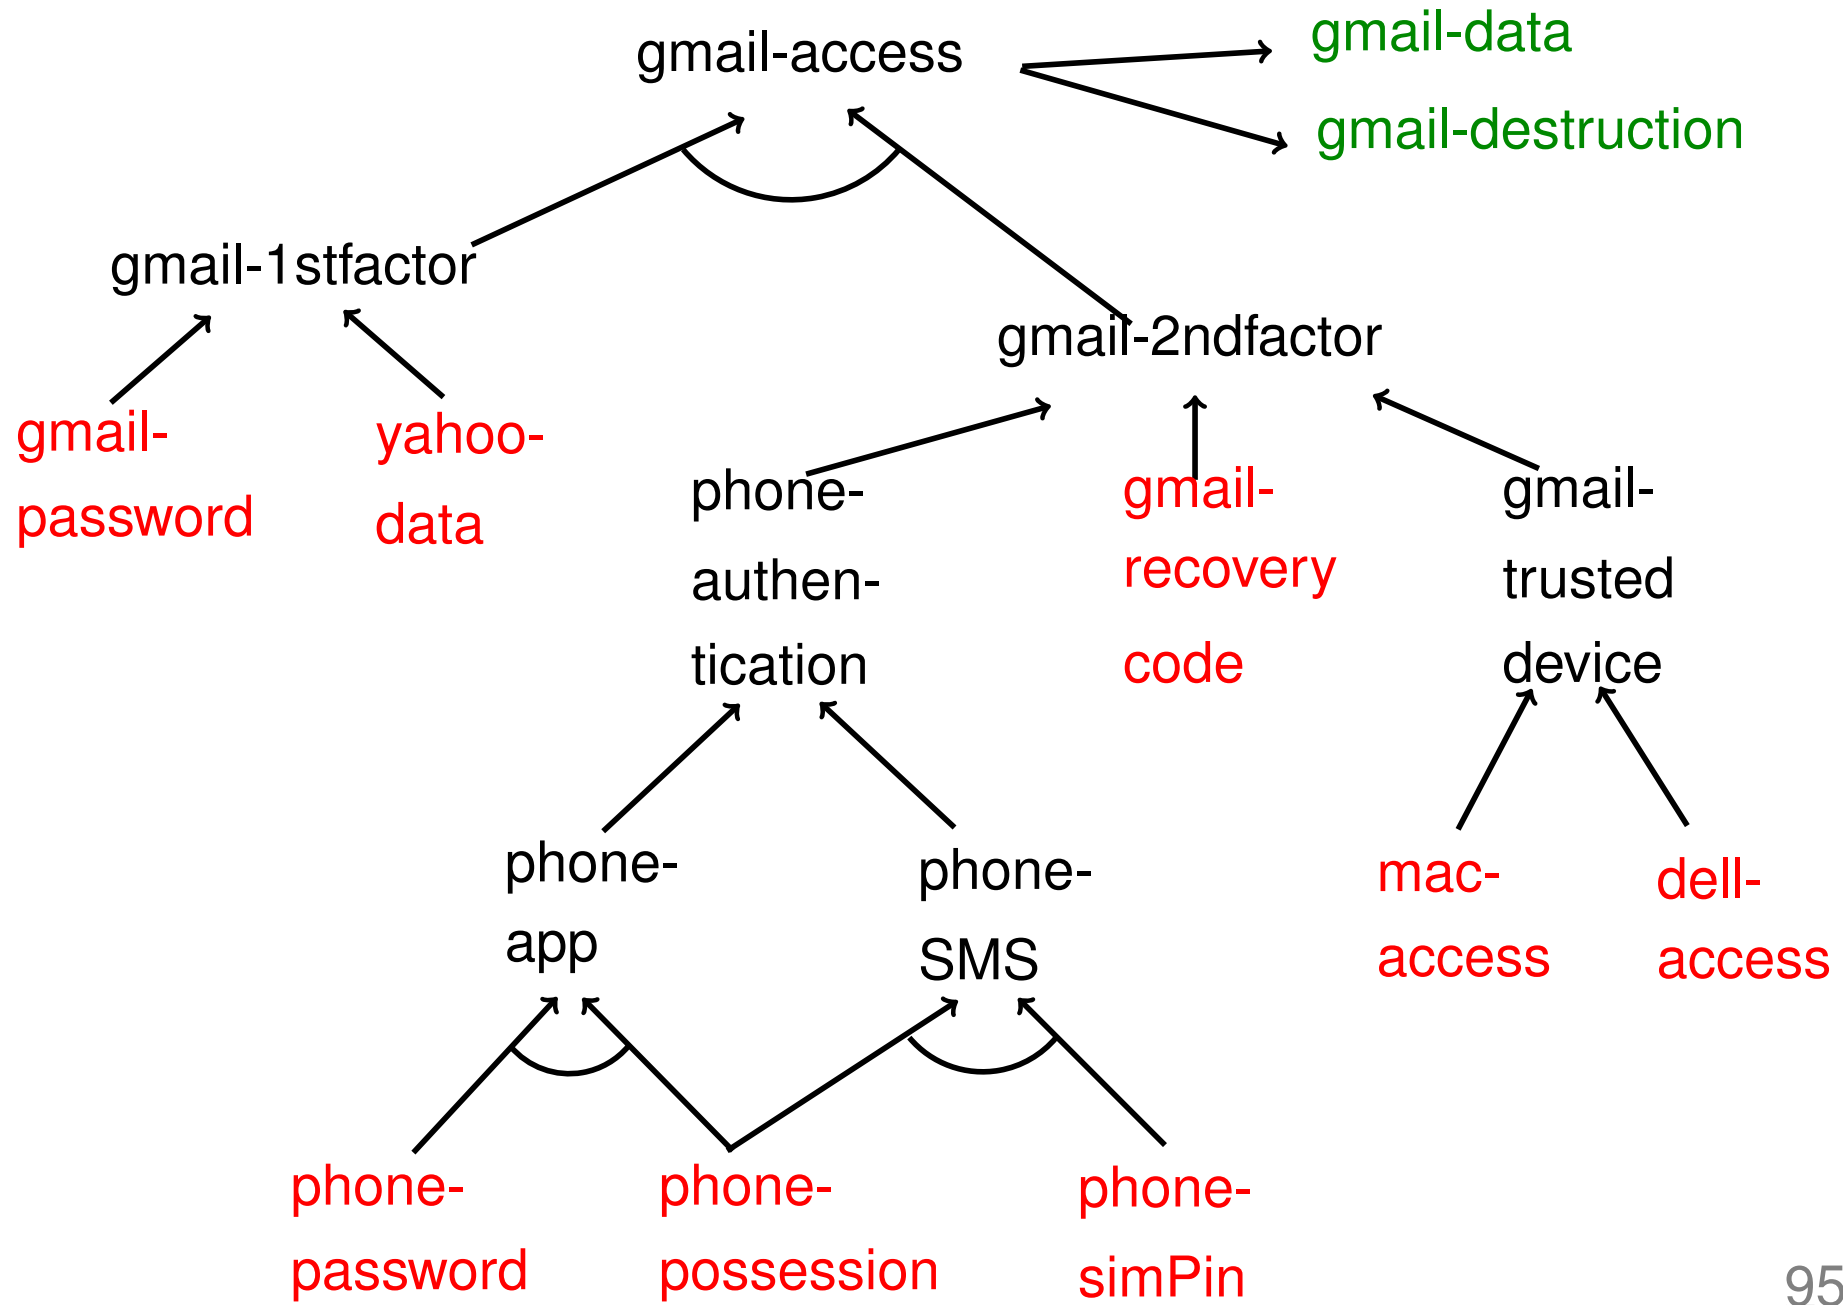 gmail-access
gmail-data
gmail-destruction
gmail-1stfactor
gmail-2ndfactor
gmail-
password
yahoo-
data
phone-
authen-
tication
gmail-
recovery
code
gmail-
trusted
device
phone-
app
phone-
SMS
mac-
access
dell-
access
phone-
password
phone-
possession
phone-
simPin
95